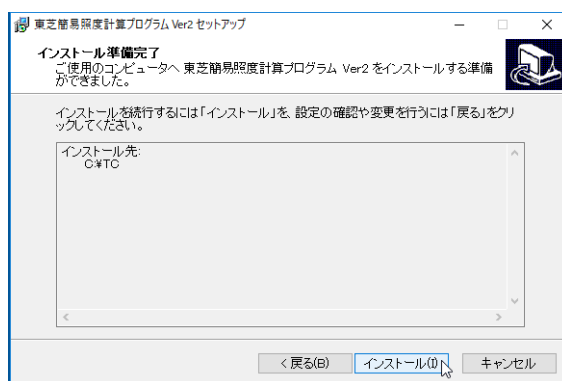 東芝簡易照度計算プログラム Ver2 セットアップ
インストール準備完了
ご使用のコンピュータへ 東芝簡易照度計算プログラム Ver2 をインストールする準備
ができました。
インストールを続行するには「インストール」を、設定の確認や変更を行うには「戻る」をクリ
ックしてください。
インストール先:
C:¥TC
< 戻る(B)
インストール(I)
キャンセル